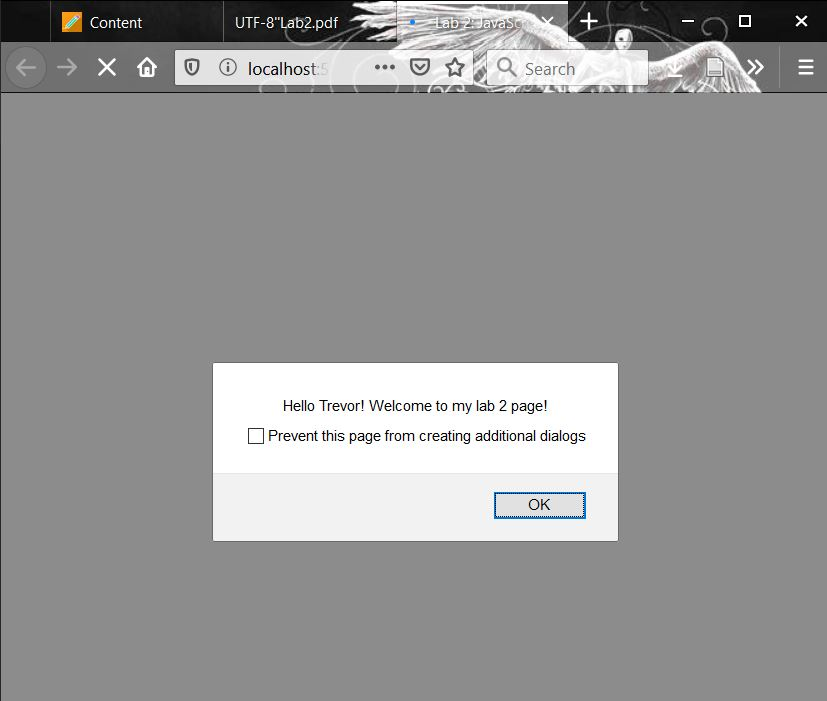 Content
UTF-8''Lab2.pdf
Lab 2: JavaSc
localhost:5
Search
Hello Trevor! Welcome to my lab 2 page!
Prevent this page from creating additional dialogs
OK